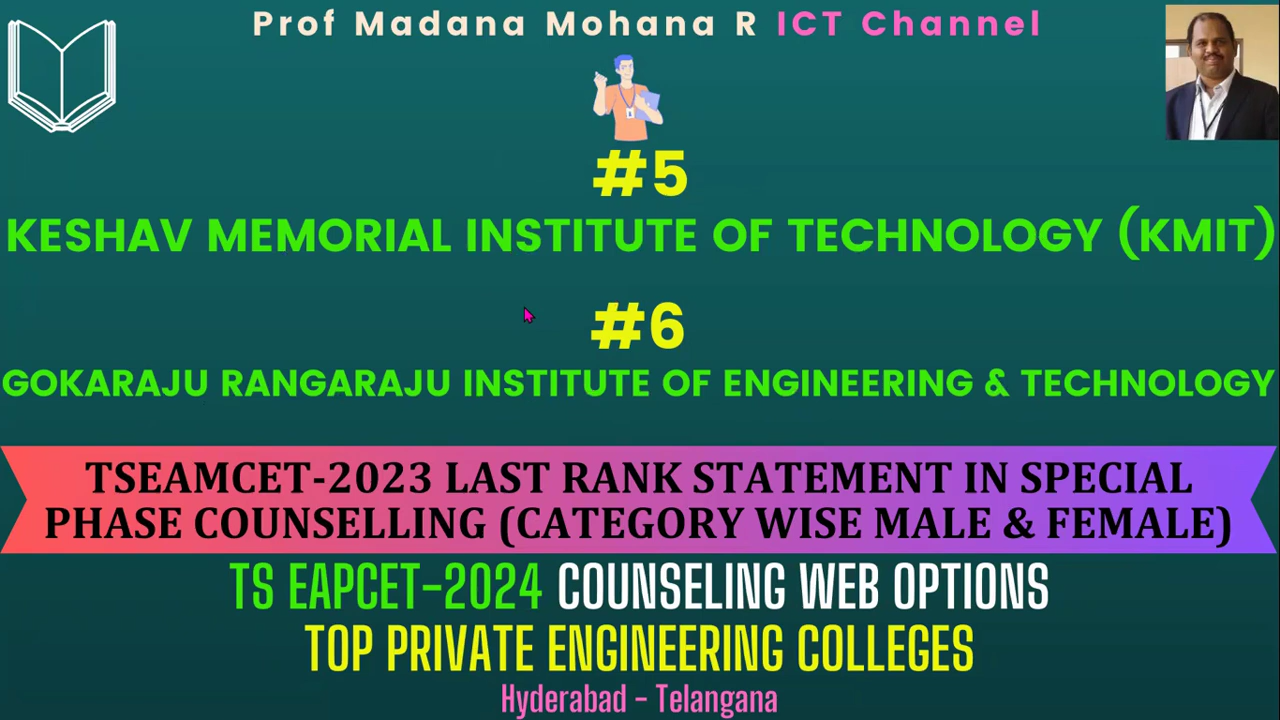 Prof Madana Mohana R ICT Channel
#5
KESHAV MEMORIAL INSTITUTE OF TECHNOLOGY (KMIT)
#6
GOKARAJU RANGARAJU INSTITUTE OF ENGINEERING & TECHNOLOGY
TSEAMCET-2023 LAST RANK STATEMENT IN SPECIAL
PHASE COUNSELLING (CATEGORY WISE MALE & FEMALE)
TS EAPCET-2024 COUNSELING WEB OPTIONS
TOP PRIVATE ENGINEERING COLLEGES
Hyderabad - Telangana